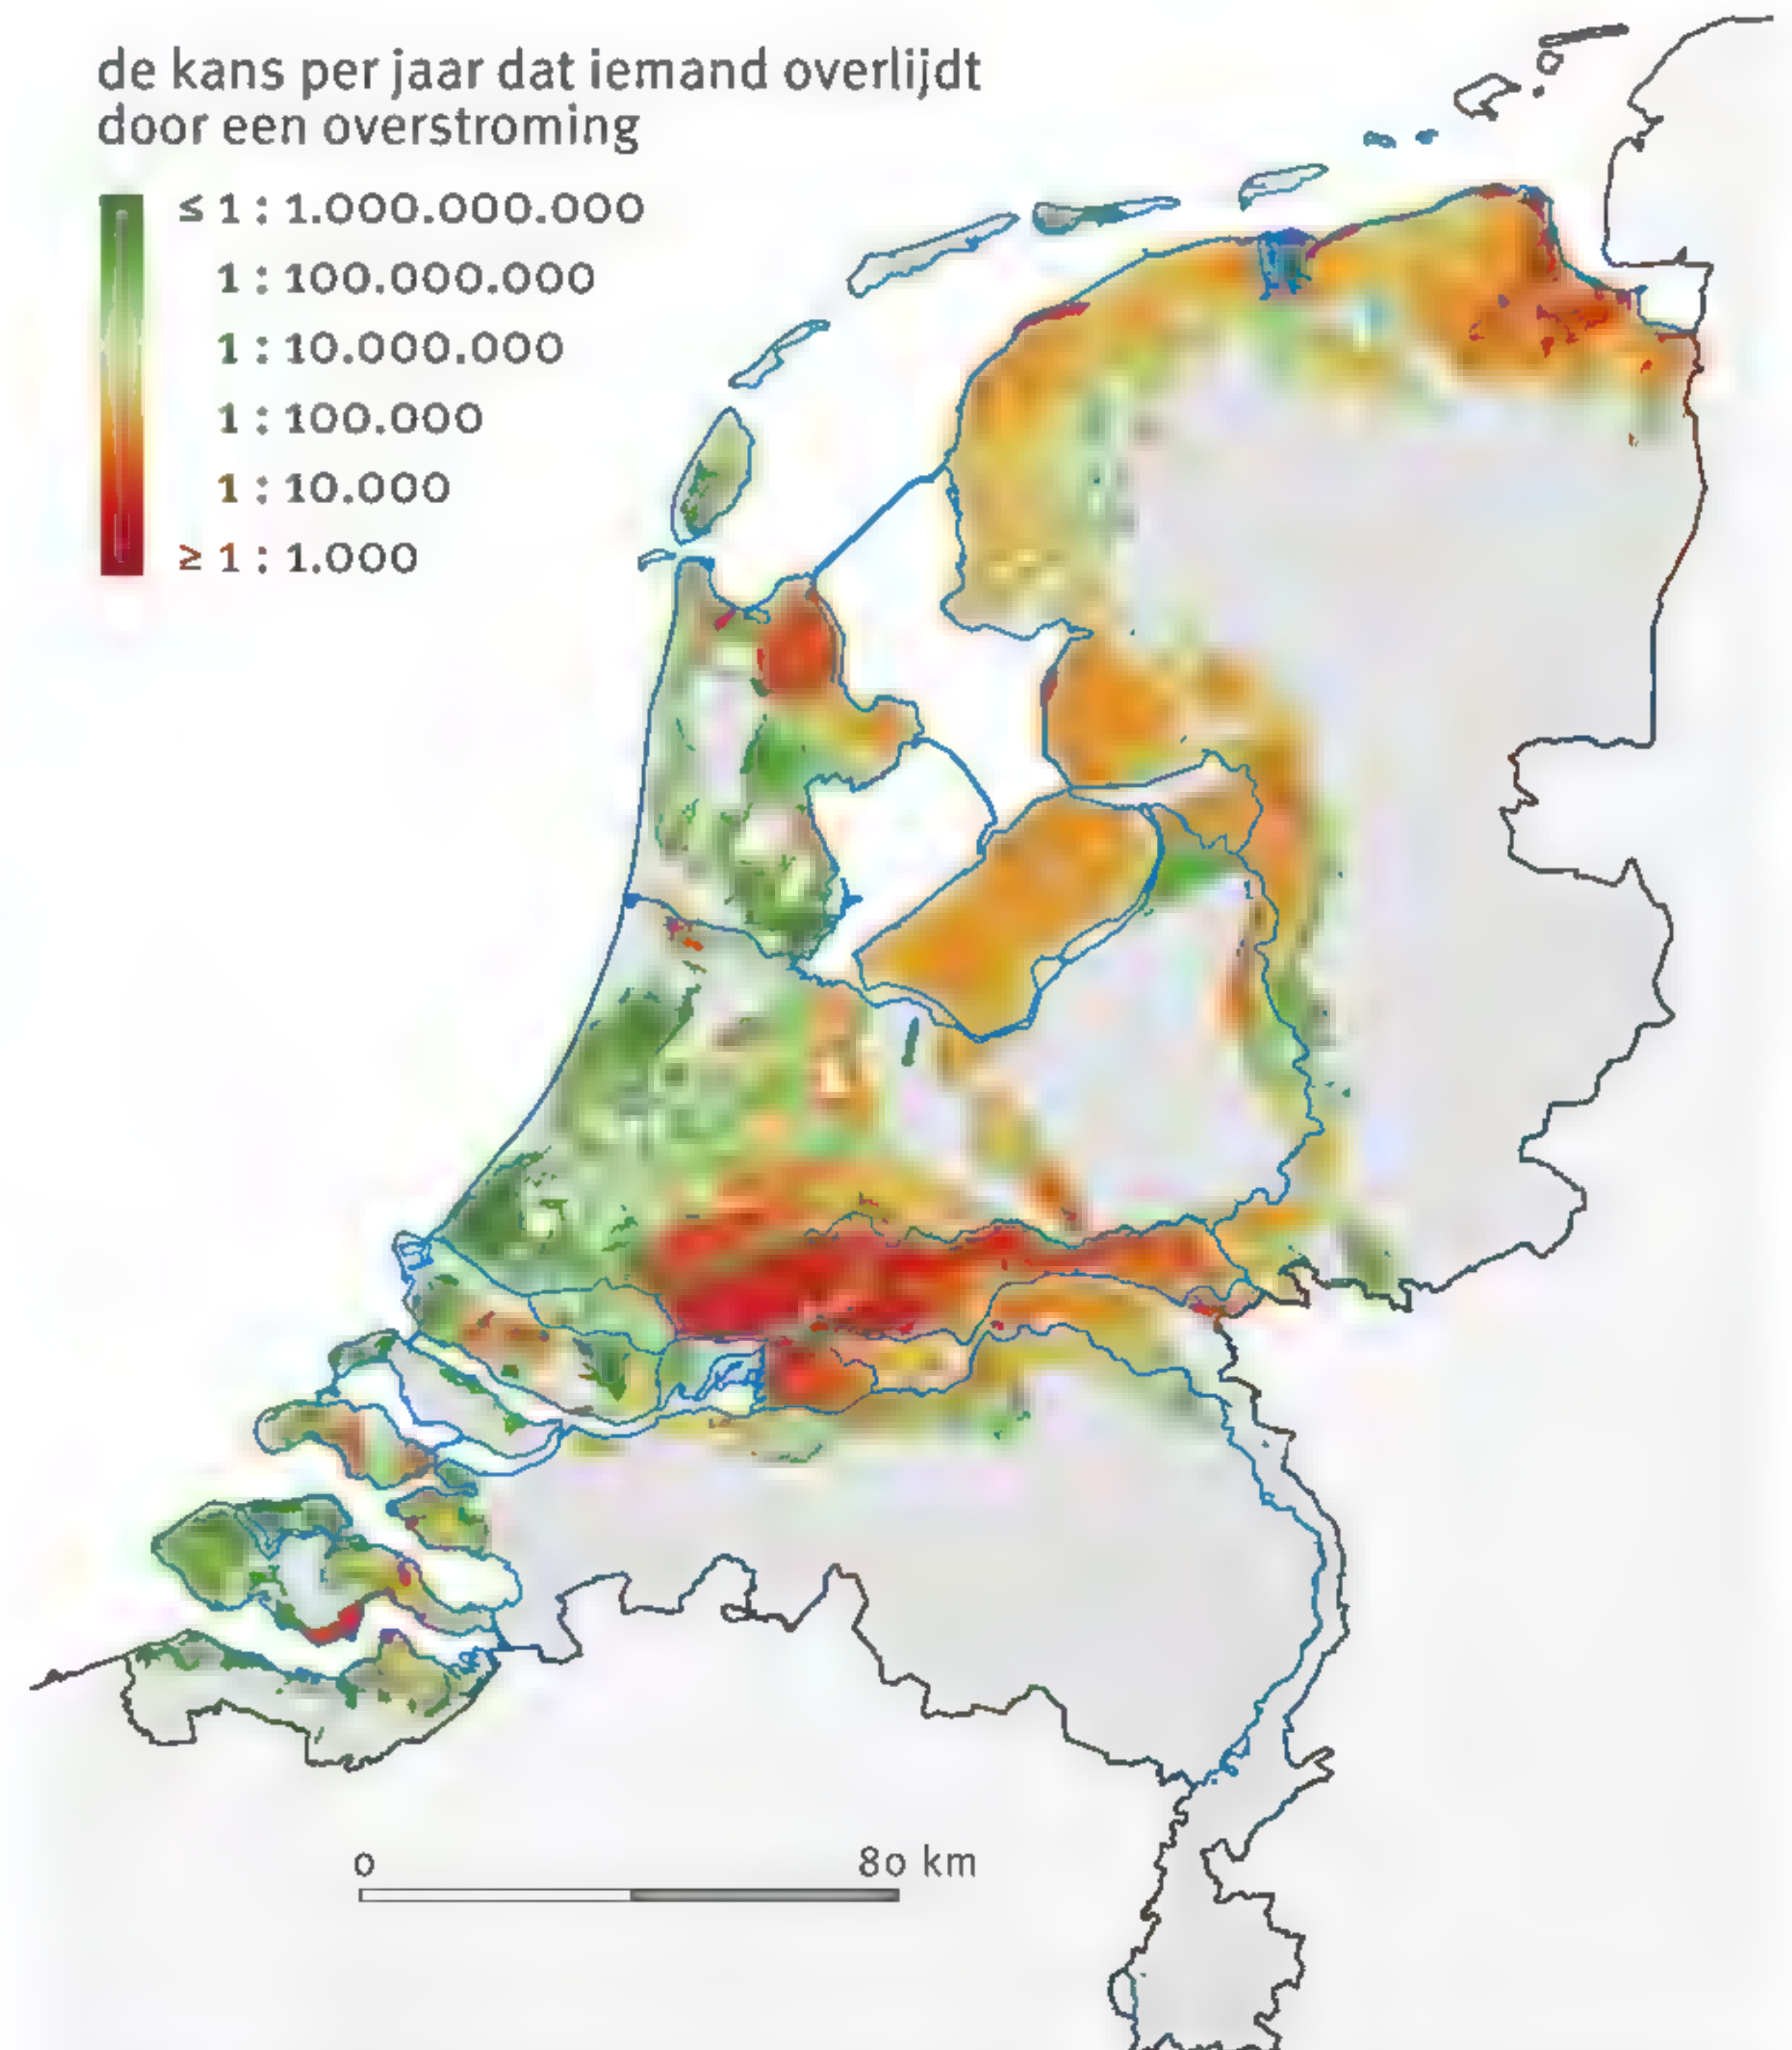 de kans per jaar dat iemand overlijdt
door een overstroming
≤ 1 : 1.000.000.000
1 : 100.000.000
1 : 10.000.000
1 : 100.000
1 : 10.000
≥ 1 : 1.000
0 80 km